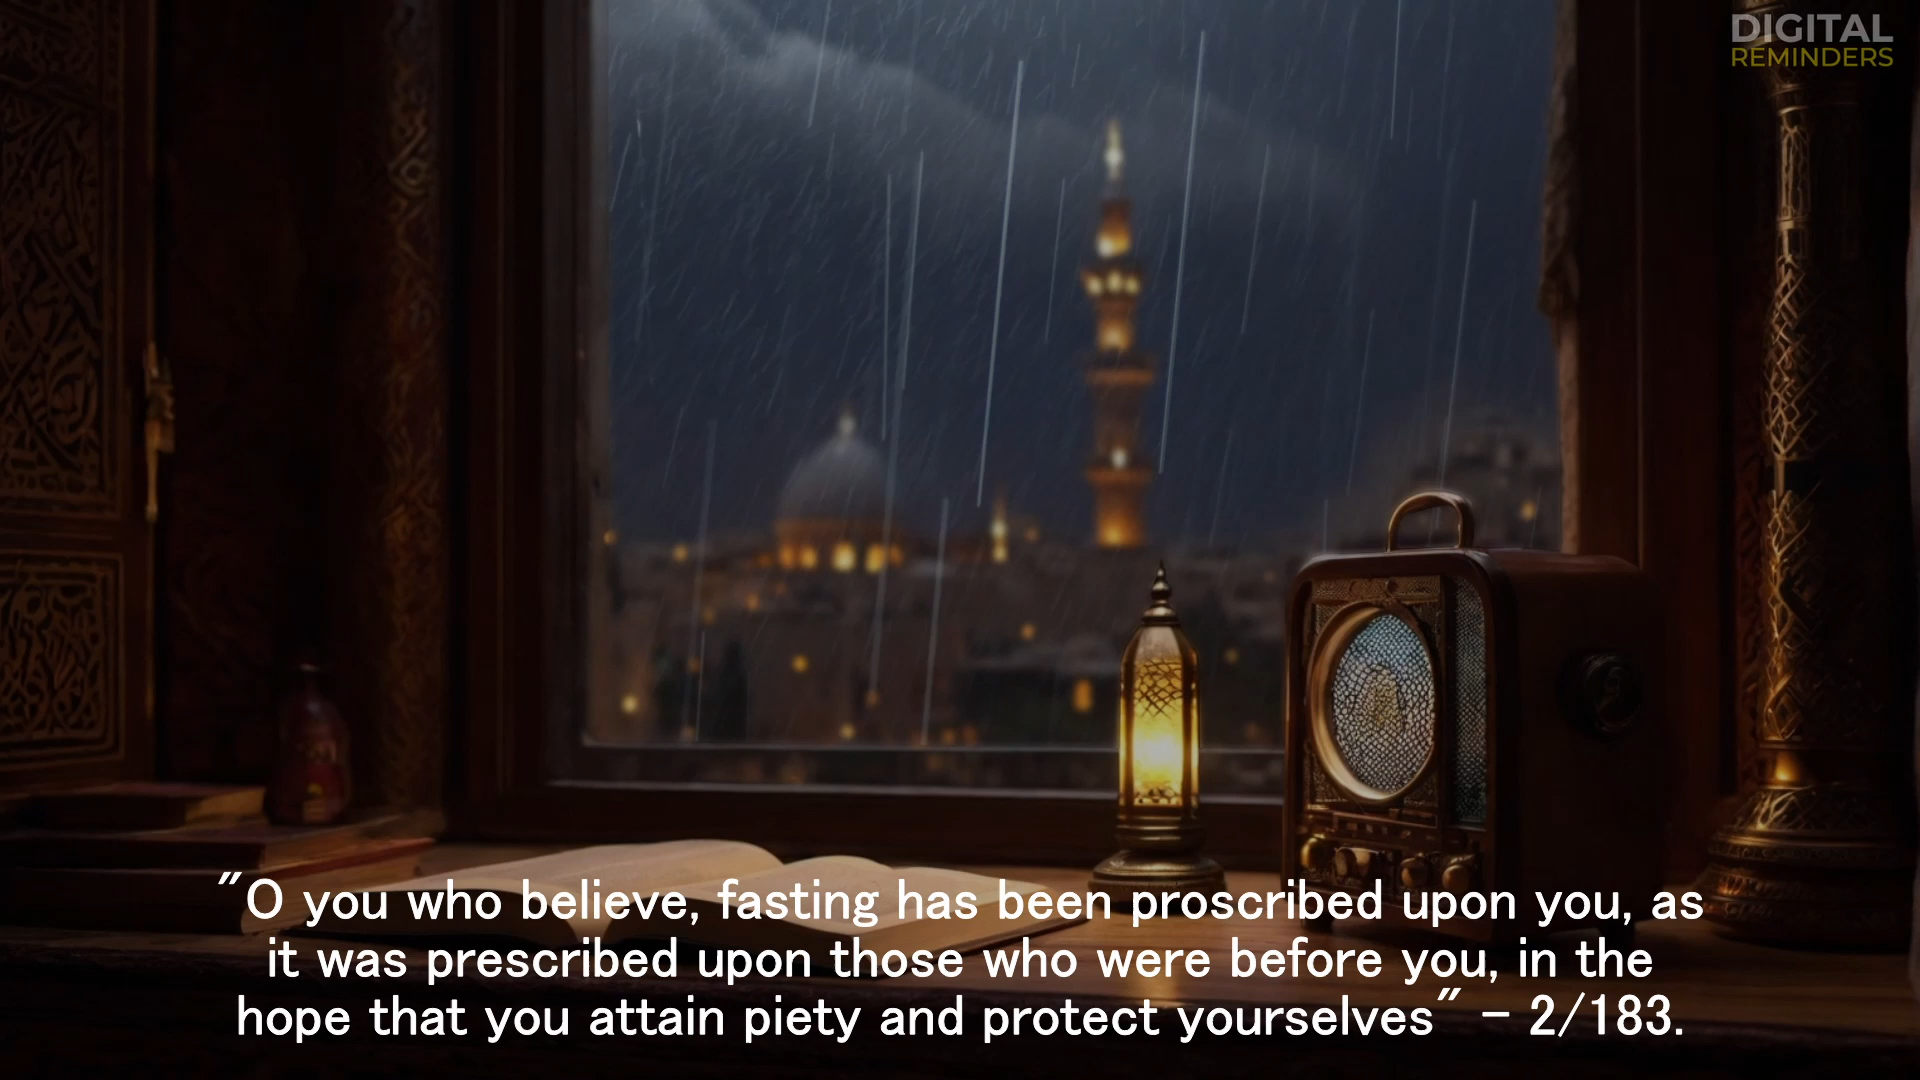 DIGITAL
REMINDERS
"O you who believe, fasting has been proscribed upon you, as
it was prescribed upon those who were before you, in the
hope that you attain piety and protect yourselves" - 2/183.